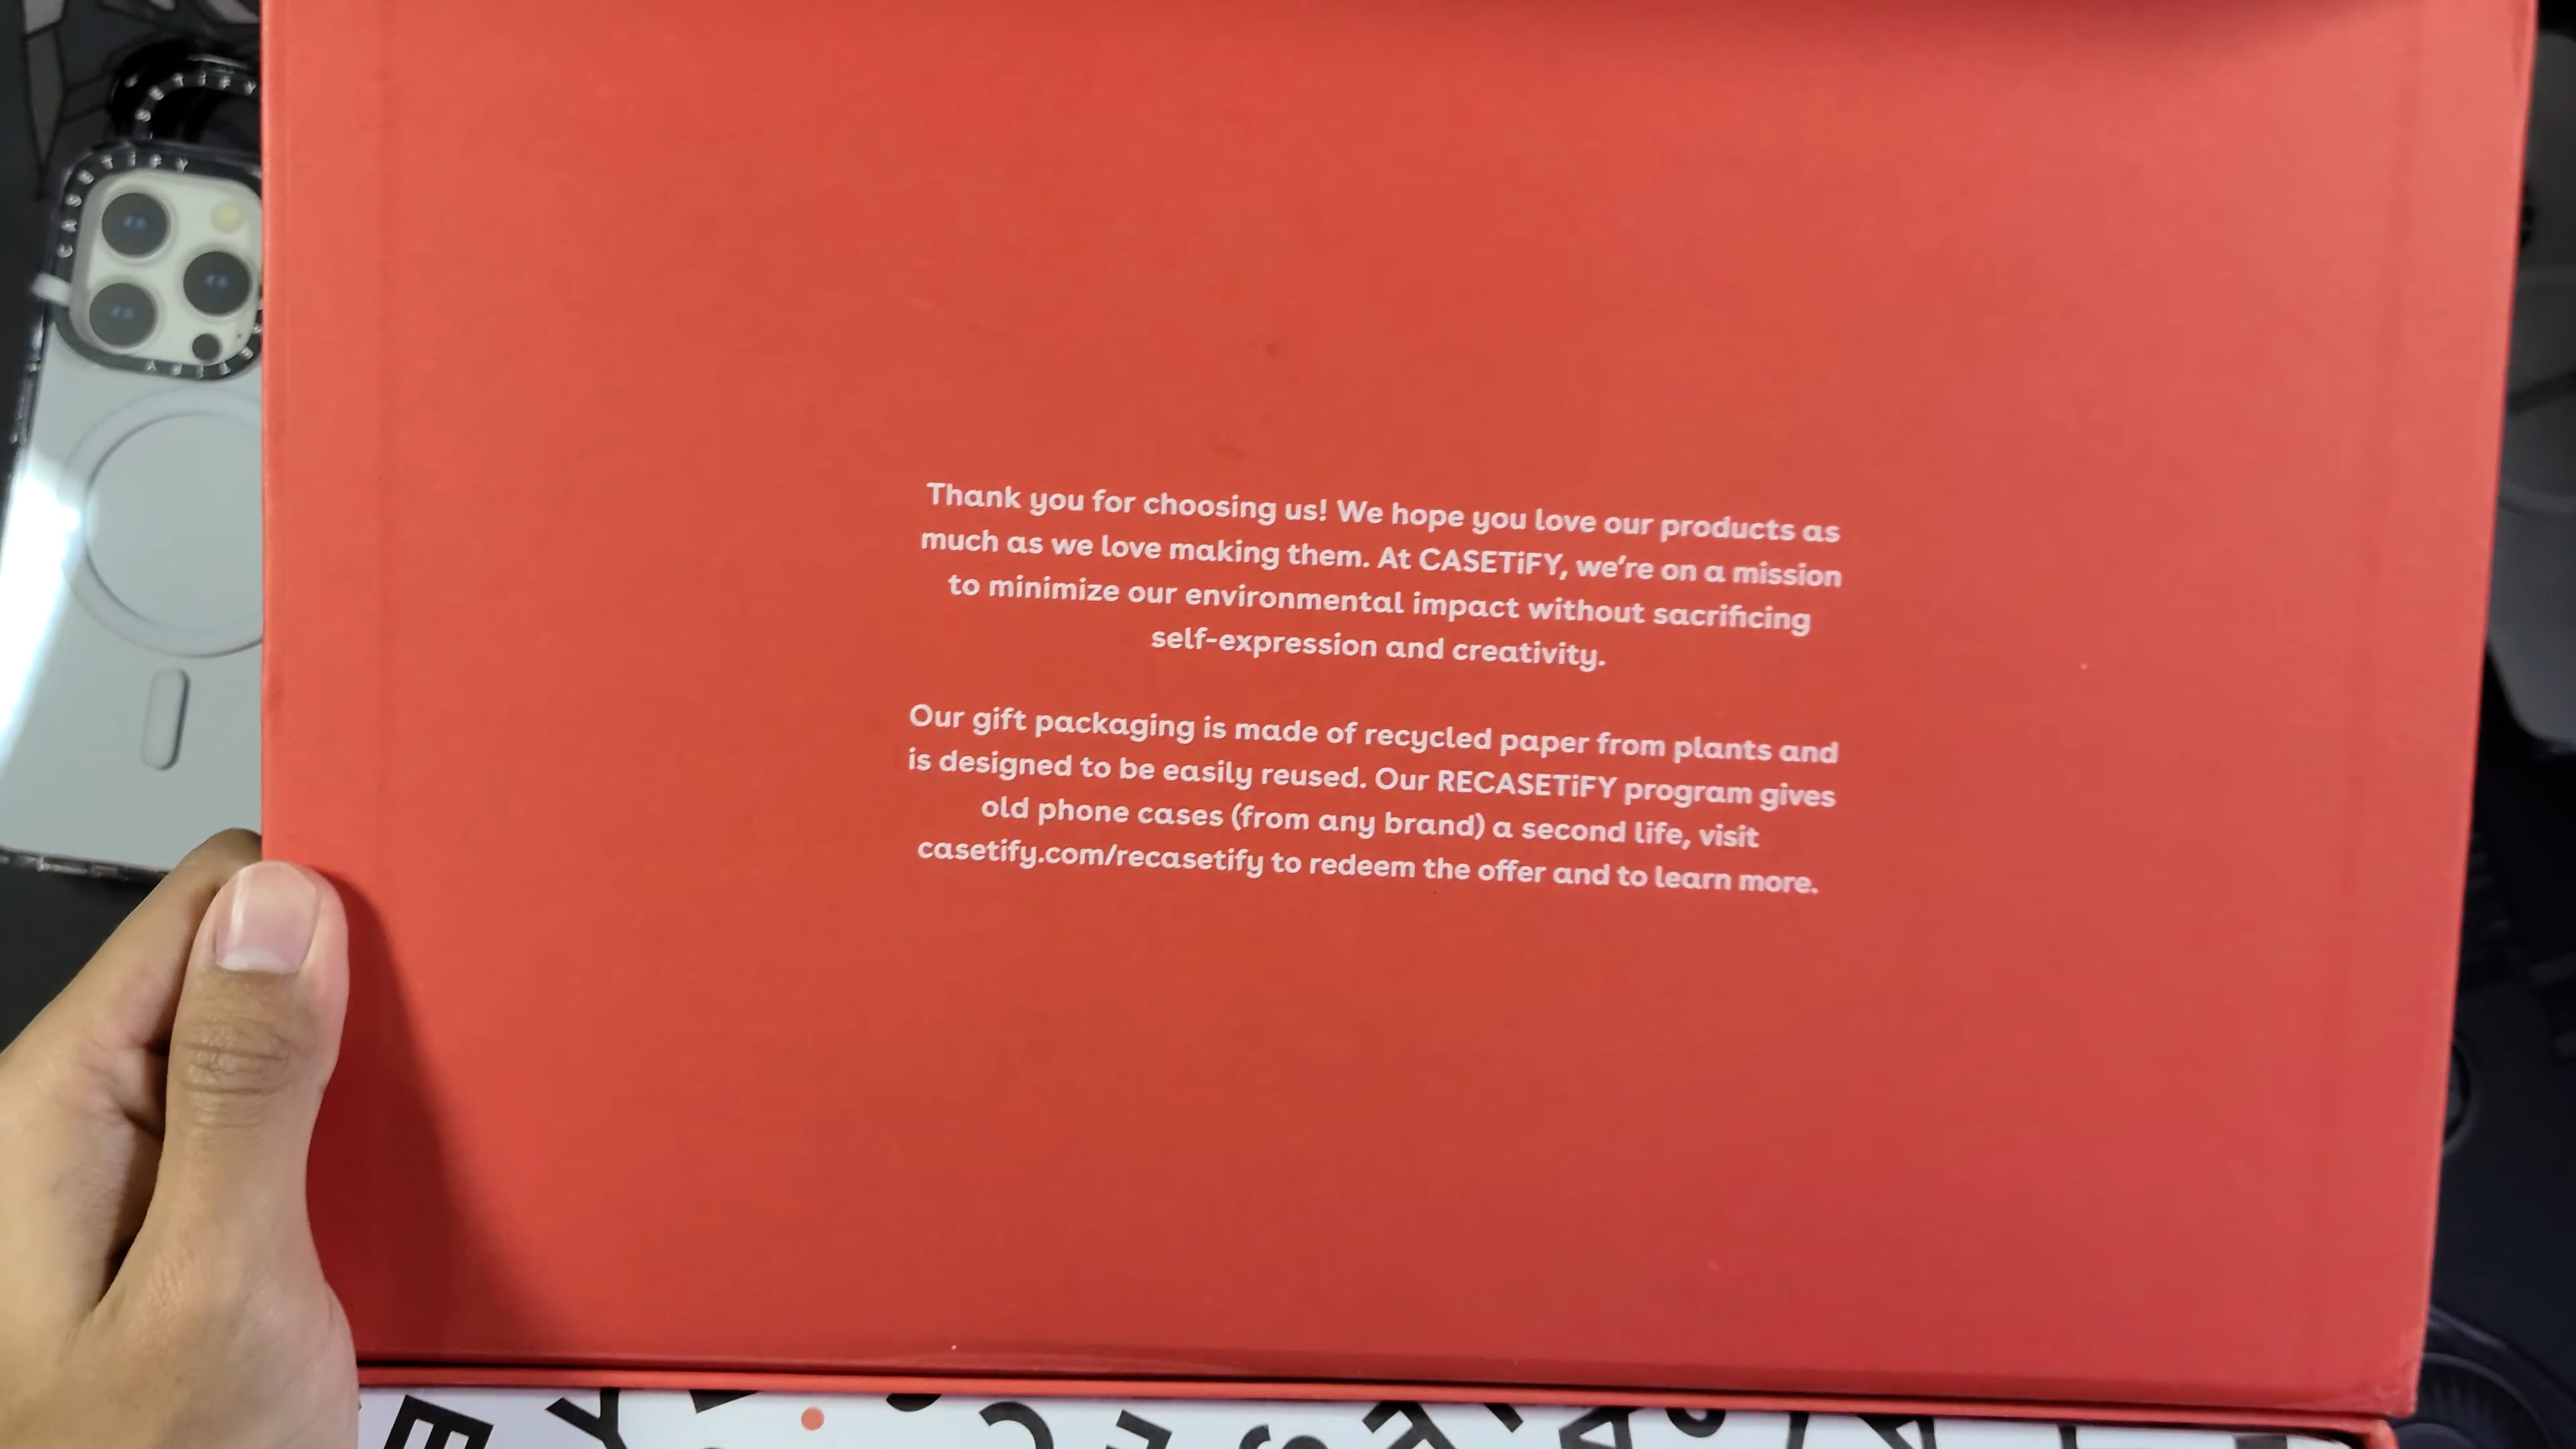 CASETiFY
Thank you for choosing us! We hope you love our products as
much as we love making them. At CASETiFY, we're on a mission
to minimize our environmental impact without sacrificing
self-expression and creativity.
Our gift packaging is made of recycled paper from plants and
is designed to be easily reused. Our RECASETiFY program gives
old phone cases (from any brand) a second life, visit
casetify.com/recasetify to redeem the offer and to learn more.